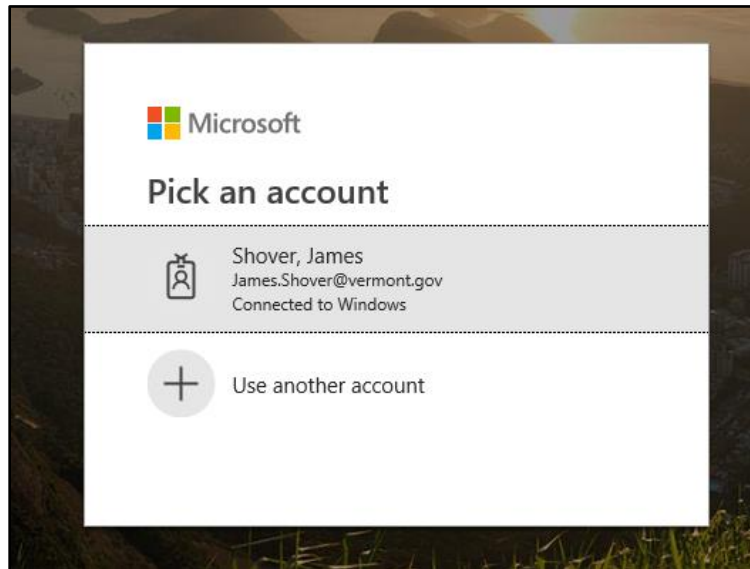 Microsoft
Pick an account
Shover, James
James.Shover@vermont.gov
Connected to Windows
Use another account